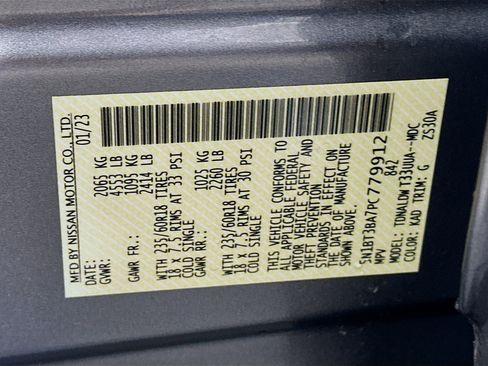 MFD BY NISSAN MOTOR CO., LTD.
DATE: 01/23
GVWR: 2065 KG
4553 LB
GAWR FR.: 1095 KG
2414 LB
WITH 235/60R18 TIRES
18 x 7.5 RIMS AT 33 PSI
COLD SINGLE
GAWR RR.: 1025 KG
2260 LB
WITH 235/60R18 TIRES
18 x 7.5 RIMS AT 30 PSI
COLD SINGLE
THIS VEHICLE CONFORMS TO
ALL APPLICABLE FEDERAL
MOTOR VEHICLE SAFETY AND
THEFT PREVENTION
STANDARDS IN EFFECT ON
THE DATE OF MANUFACTURE
SHOWN ABOVE.
5N1BT3BA7PC779912
MPV 842
MODEL: TDNALLW T33UUA--MDC
COLOR: KAD TRIM: G ZS30A